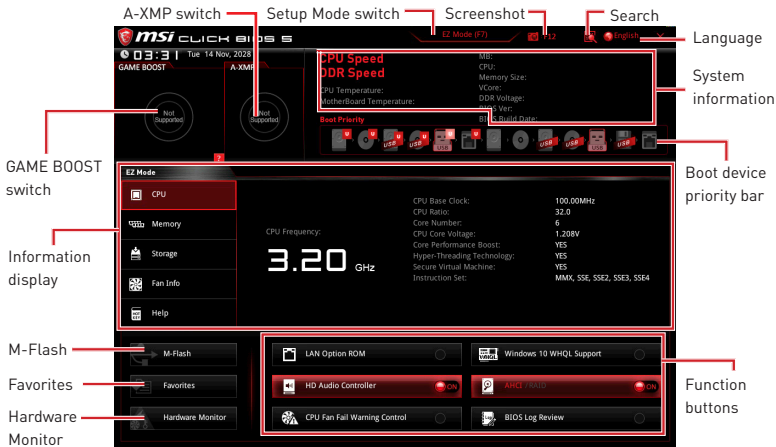 A-XMP switch
Setup Mode switch
Screenshot
Search
msi CLICK BIOS 5
EZ Mode (F7)
F12
English
X
Language
03:31 Tue 14 Nov, 2028
GAME BOOST
A-XMP
Not Supported
Not Supported
?
CPU Speed
DDR Speed
CPU Temperature:
MotherBoard Temperature:
MB:
CPU:
Memory Size:
VCore:
DDR Voltage:
BIOS Ver:
BIOS Build Date:
System information
Boot Priority
U
U
USB
U
USB
U
USB
U
U
USB
USB
USB
USB
Boot device priority bar
GAME BOOST switch
EZ Mode
CPU
Memory
Storage
Fan Info
Help
CPU Frequency:
3.20 GHz
CPU Base Clock: 100.00MHz
CPU Ratio: 32.0
Core Number: 6
CPU Core Voltage: 1.208V
Core Performance Boost: YES
Hyper-Threading Technology: YES
Secure Virtual Machine: YES
Instruction Set: MMX, SSE, SSE2, SSE3, SSE4
Information display
M-Flash
Favorites
Hardware Monitor
M-Flash
Favorites
Hardware Monitor
LAN Option ROM
Windows 10 WHQL Support
HD Audio Controller ON
AHCI /RAID ON
CPU Fan Fail Warning Control
BIOS Log Review
Function buttons